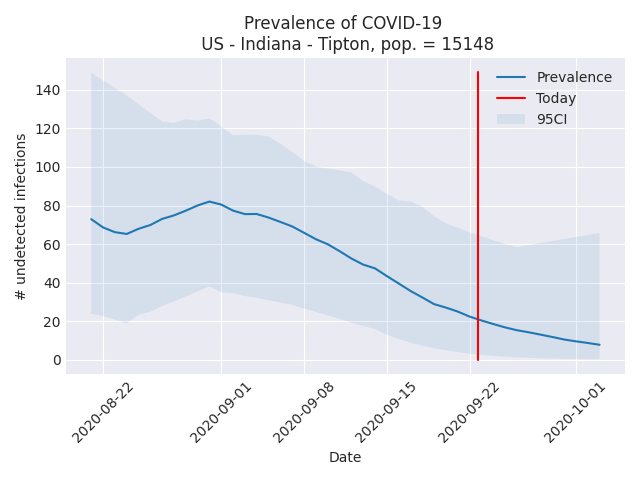 Prevalence of COVID-19
US - Indiana - Tipton, pop. = 15148
Prevalence
Today
95CI
# undetected infections
140
120
100
80
60
40
20
0
2020-08-22
2020-09-01
2020-09-08
2020-09-15
2020-09-22
2020-10-01
Date